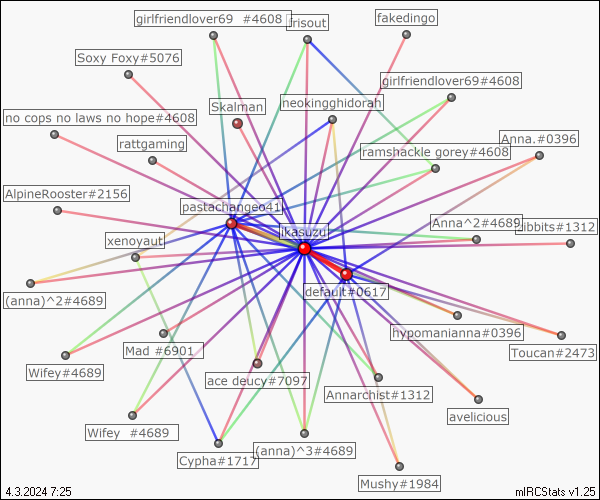 girlfriendlover69  #4608
frisout
fakedingo
Soxy Foxy#5076
girlfriendlover69#4608
Skalman
neokingghidorah
no cops no laws no hope#4608
rattgaming
Anna.#0396
ramshackle gorey#4608
AlpineRooster#2156
pastachangeo41
Anna^2#4689
Libbits#1312
ikasuzu
xenoyaut
default#0617
(anna)^2#4689
hypomanianna#0396
Mad #6901
Toucan#2473
Wifey#4689
ace deucy#7097
Annarchist#1312
avelicious
Wifey  #4689
(anna)^3#4689
Cypha#1717
Mushy#1984
4.3.2024 7:25
mIRCStats v1.25